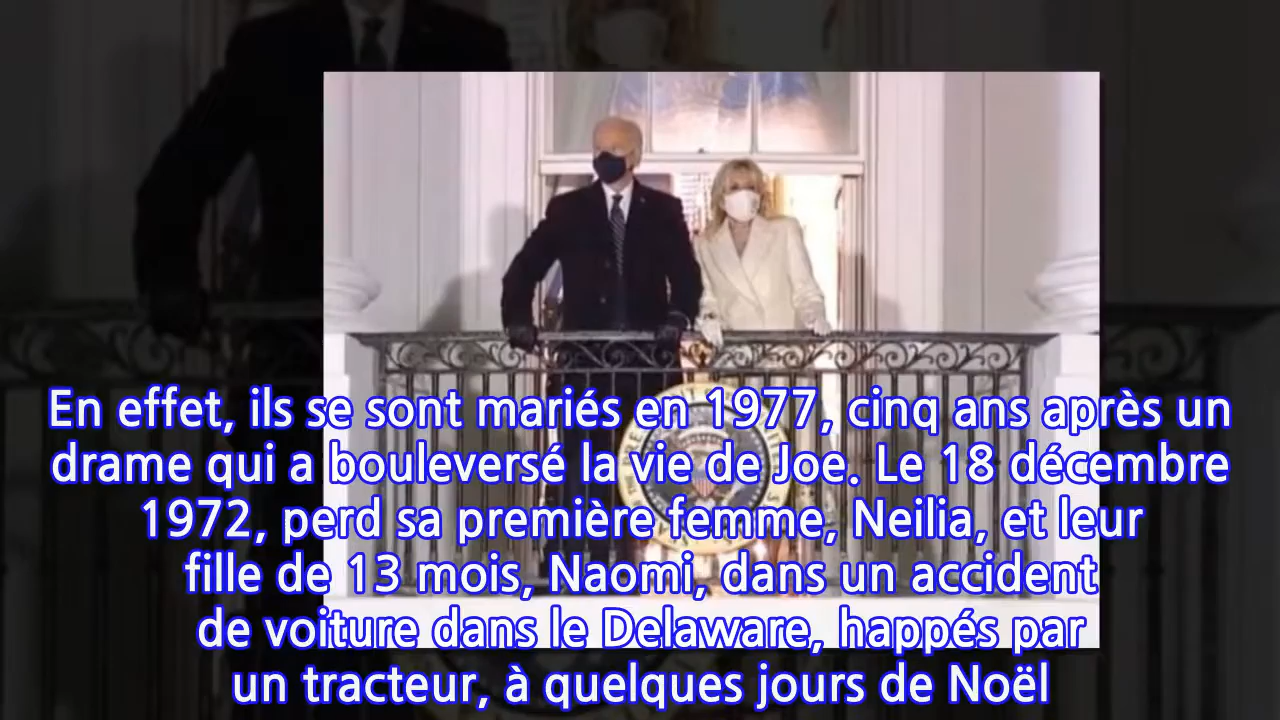 En effet, ils se sont mariés en 1977, cinq ans après un
drame qui a bouleversé la vie de Joe. Le 18 décembre
1972, perd sa première femme, Neilia, et leur
fille de 13 mois, Naomi, dans un accident
de voiture dans le Delaware, happés par
un tracteur, à quelques jours de Noël